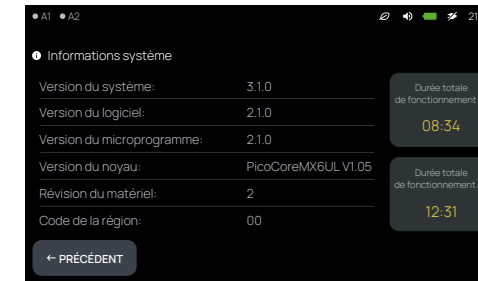 A1 A2 21
Informations système
Version du système: 3.1.0
Version du logiciel: 2.1.0
Version du microprogramme: 2.1.0
Version du noyau: PicoCoreMX6UL V1.05
Révision du matériel: 2
Code de la région: 00
Durée totale
de fonctionnement
08:34
Durée totale
de fonctionnement
12:31
← PRÉCÉDENT